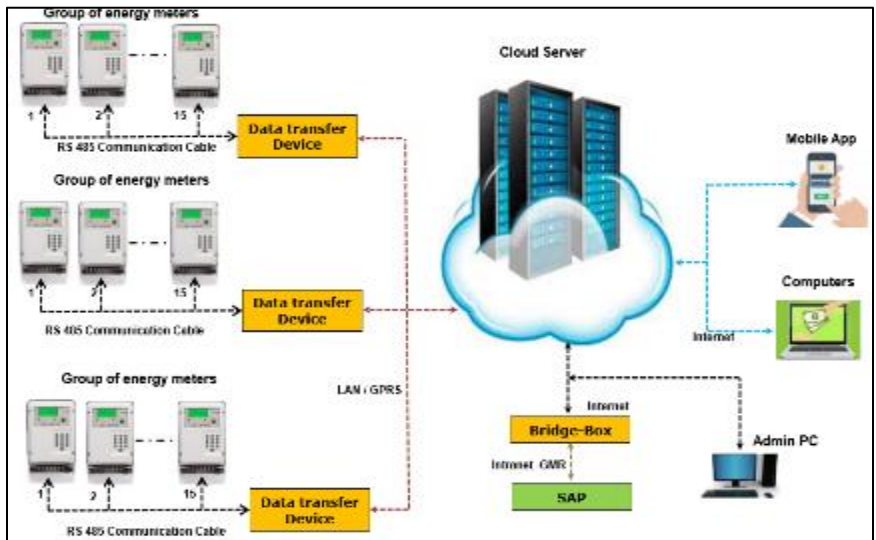 Group of energy meters
1
2
15
RS 485 Communication Cable
Data transfer
Device
Group of energy meters
1
2
15
RS 485 Communication Cable
Data transfer
Device
Group of energy meters
1
2
15
RS 485 Communication Cable
Data transfer
Device
LAN / GPRS
Cloud Server
Mobile App
Computers
Internet
Internet
Bridge-Box
Intranet GMR
SAP
Admin PC